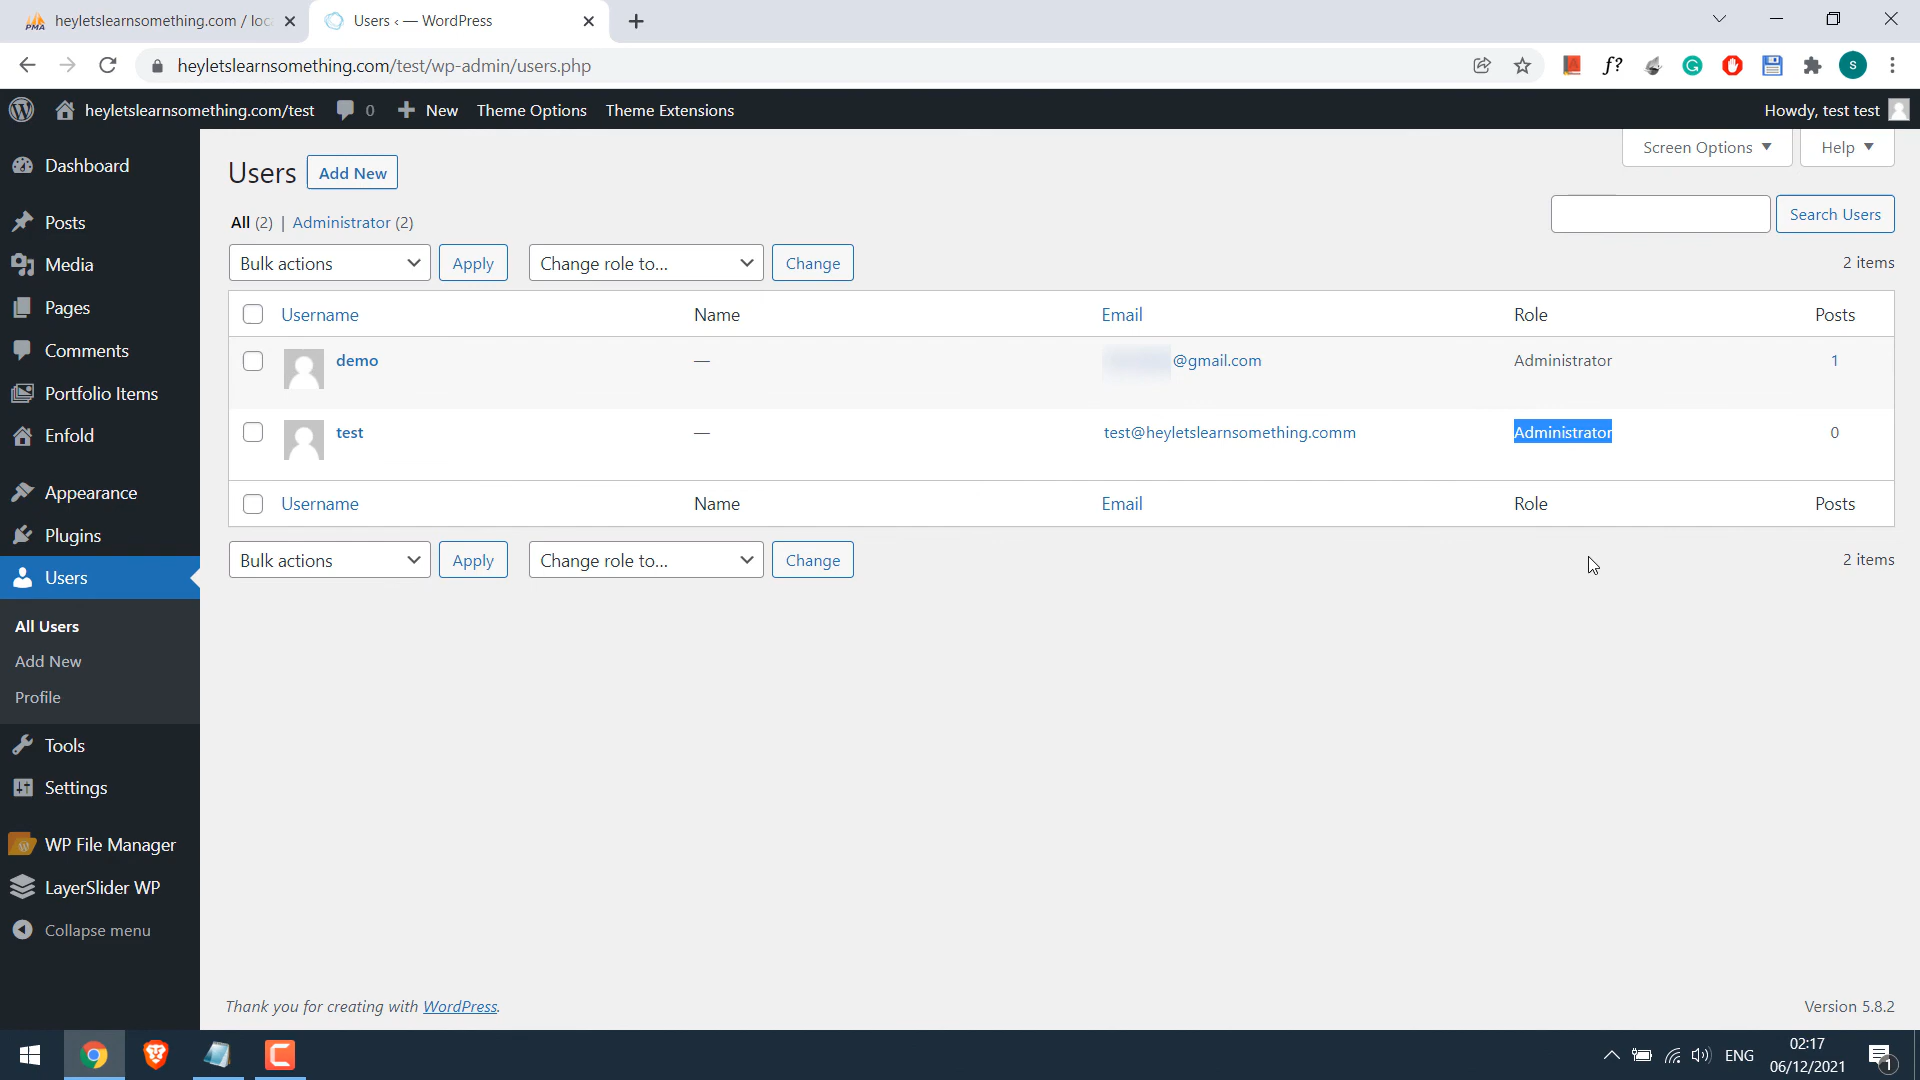 heyletslearnsomething.com / loc
Users ‹ — WordPress
heyletslearnsomething.com/test/wp-admin/users.php
heyletslearnsomething.com/test 0 New Theme Options Theme Extensions Howdy, test test
Dashboard
Posts
Media
Pages
Comments
Portfolio Items
Enfold
Appearance
Plugins
Users
All Users
Add New
Profile
Tools
Settings
WP File Manager
LayerSlider WP
Collapse menu
Screen Options Help
Users Add New
All (2) | Administrator (2)
Search Users
Bulk actions Apply Change role to... Change 2 items
Username Name Email Role Posts
demo — @gmail.com Administrator 1
test — test@heyletslearnsomething.comm Administrator 0
Username Name Email Role Posts
Bulk actions Apply Change role to... Change 2 items
Thank you for creating with WordPress. Version 5.8.2
ENG
02:17
06/12/2021
1